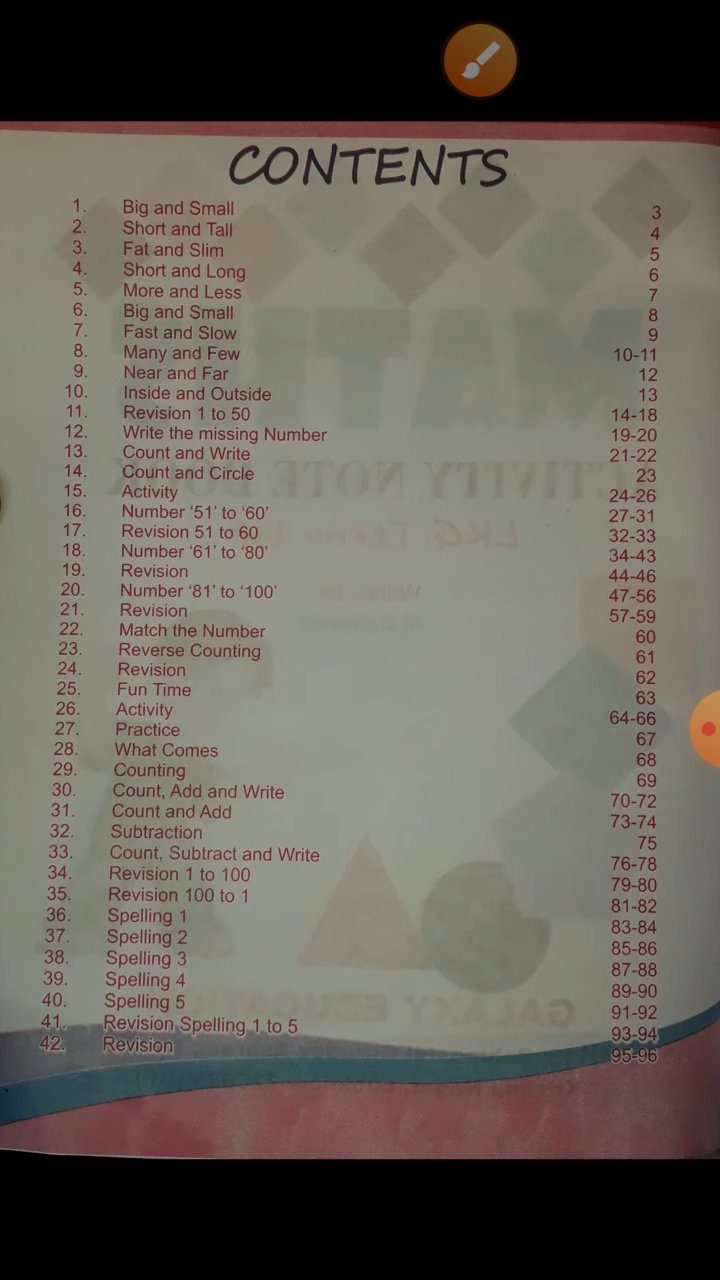 CONTENTS
1. Big and Small 3
2. Short and Tall 4
3. Fat and Slim 5
4. Short and Long 6
5. More and Less 7
6. Big and Small 8
7. Fast and Slow 9
8. Many and Few 10-11
9. Near and Far 12
10. Inside and Outside 13
11. Revision 1 to 50 14-18
12. Write the missing Number 19-20
13. Count and Write 21-22
14. Count and Circle 23
15. Activity 24-26
16. Number ‘51’ to ‘60’ 27-31
17. Revision 51 to 60 32-33
18. Number ‘61’ to ‘80’ 34-43
19. Revision 44-46
20. Number ‘81’ to ‘100’ 47-56
21. Revision 57-59
22. Match the Number 60
23. Reverse Counting 61
24. Revision 62
25. Fun Time 63
26. Activity 64-66
27. Practice 67
28. What Comes 68
29. Counting 69
30. Count, Add and Write 70-72
31. Count and Add 73-74
32. Subtraction 75
33. Count, Subtract and Write 76-78
34. Revision 1 to 100 79-80
35. Revision 100 to 1 81-82
36. Spelling 1 83-84
37. Spelling 2 85-86
38. Spelling 3 87-88
39. Spelling 4 89-90
40. Spelling 5 91-92
41. Revision Spelling 1 to 5 93-94
42. Revision 95-96
MATH
ACTIVITY NOTE BOOK
LKG
GALAXY EDUCATION